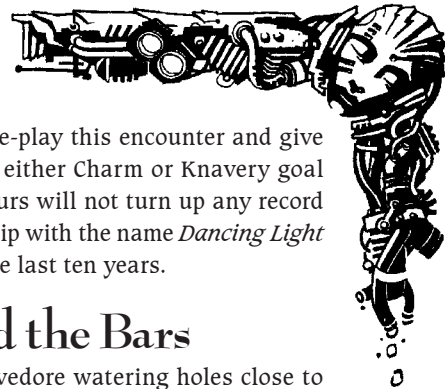 e-play this encounter and give
either Charm or Knavery goal
urs will not turn up any record
ip with the name Dancing Light
e last ten years.
d the Bars
vedore watering holes close to